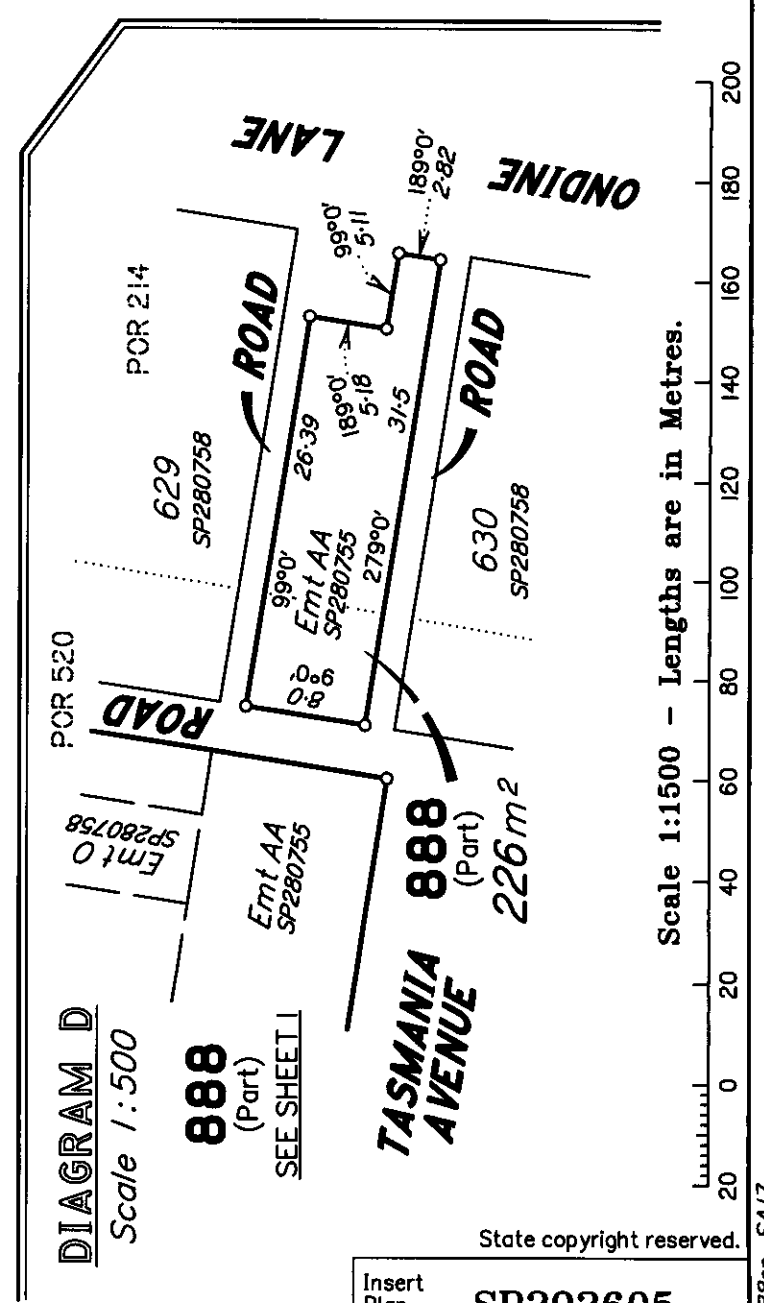 DIAGRAM D
Scale 1:500
888
(Part)
SEE SHEET 1
TASMANIA
AVENUE
POR 520
Emt O
SP280758
Emt AA
SP280755
ROAD
888
(Part)
226m²
8·0
9°0'
99°0'
26·39
Emt AA
SP280755
279°0'
31·5
189°0'
5·18
99°0'
5·11
189°0'
2·82
629
SP280758
POR 214
ROAD
630
SP280758
ROAD
ONDINE
LANE
Scale 1:1500 – Lengths are in Metres.
20 0 20 40 60 80 100 120 140 160 180 200
State copyright reserved.
Insert
Plan